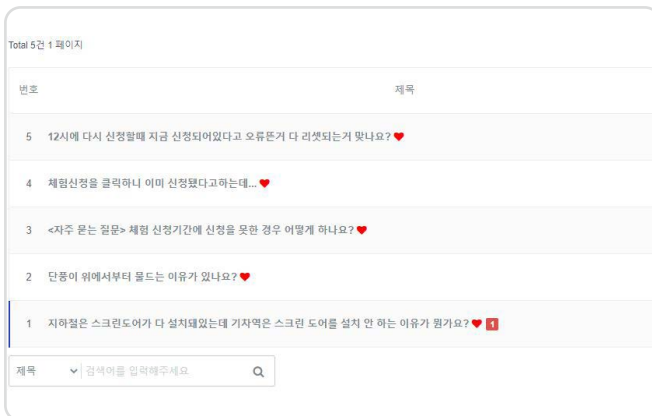 Total 5건 1 페이지
번호 제목
5 12시에 다시 신청할때 지금 신청되어있다고 오류뜬거 다 리셋되는거 맞나요?
4 체험신청을 클릭하니 이미 신청됐다고하는데...
3 <자주 묻는 질문> 체험 신청기간에 신청을 못한 경우 어떻게 하나요?
2 단풍이 위에서부터 물드는 이유가 있나요?
1 지하철은 스크린도어가 다 설치돼있는데 기차역은 스크린 도어를 설치 안 하는 이유가 뭔가요? 1
제목 검색어를 입력해주세요